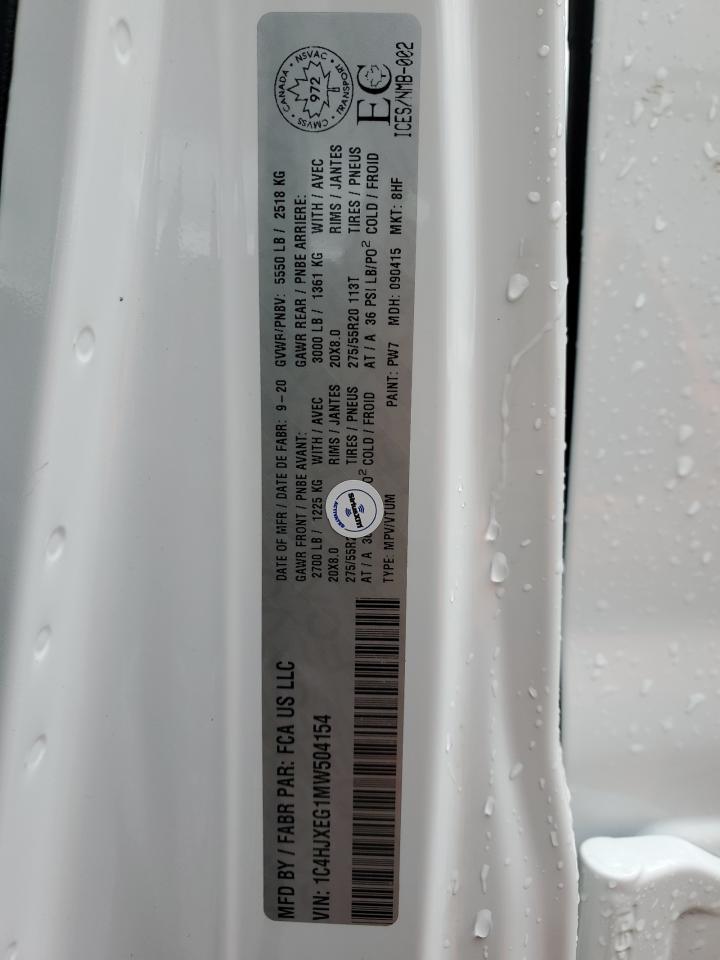 MFD BY / FABR PAR: FCA US LLC
VIN: 1C4HJXEG1MW504154
DATE OF MFR / DATE DE FABR: 9-20 GVWR/PNBV: 5550 LB / 2518 KG
GAWR FRONT / PNBE AVANT: GAWR REAR / PNBE ARRIERE:
2700 LB / 1225 KG WITH / AVEC 3000 LB / 1361 KG WITH / AVEC
20X8.0 RIMS / JANTES 20X8.0 RIMS / JANTES
TIRES / PNEUS 275/55R20 113T TIRES / PNEUS
AT / A COLD / FROID AT / A 36 PSI LB/PO² COLD / FROID
TYPE: MPV/VTUM PAINT: PW7 MDH: 090415 MKT: 8HF
siriusxm
CANADA • NSVAC • TRANSPORT • CMVSS •
972
EC
ICES/NMB-002